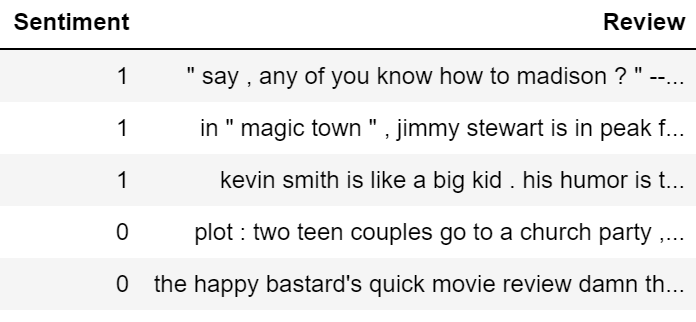 Sentiment Review
1 " say , any of you know how to madison ? " --...
1 in " magic town " , jimmy stewart is in peak f...
1 kevin smith is like a big kid . his humor is t...
0 plot : two teen couples go to a church party ,...
0 the happy bastard's quick movie review damn th...